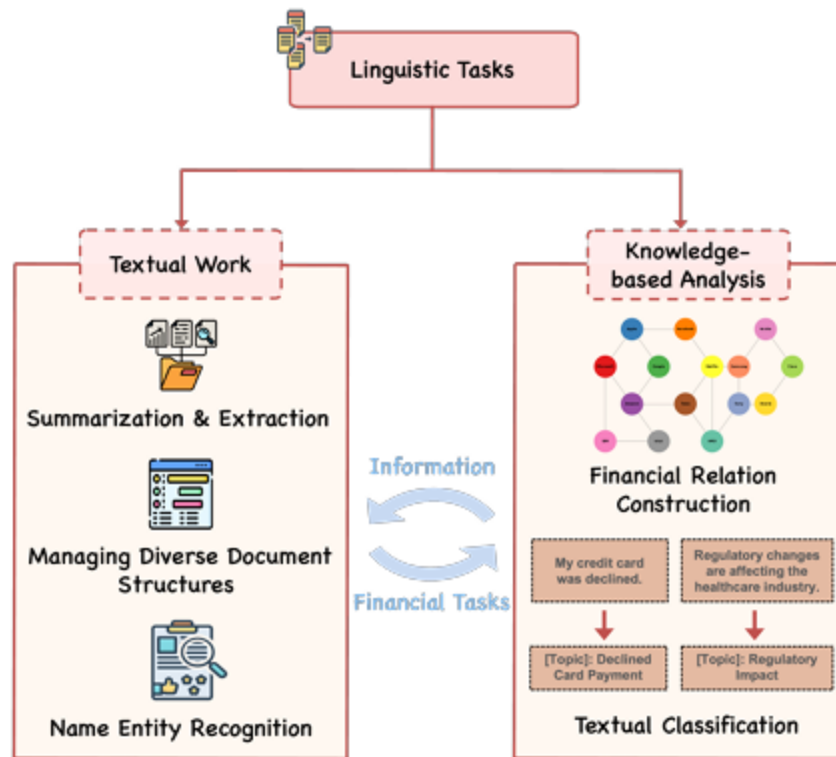 Linguistic Tasks
Textual Work
Summarization & Extraction
Managing Diverse Document
Structures
Name Entity Recognition
Information
Financial Tasks
Knowledge-
based Analysis
Financial Relation
Construction
My credit card
was declined.
Regulatory changes
are affecting the
healthcare industry.
[Topic]: Declined
Card Payment
[Topic]: Regulatory
Impact
Textual Classification